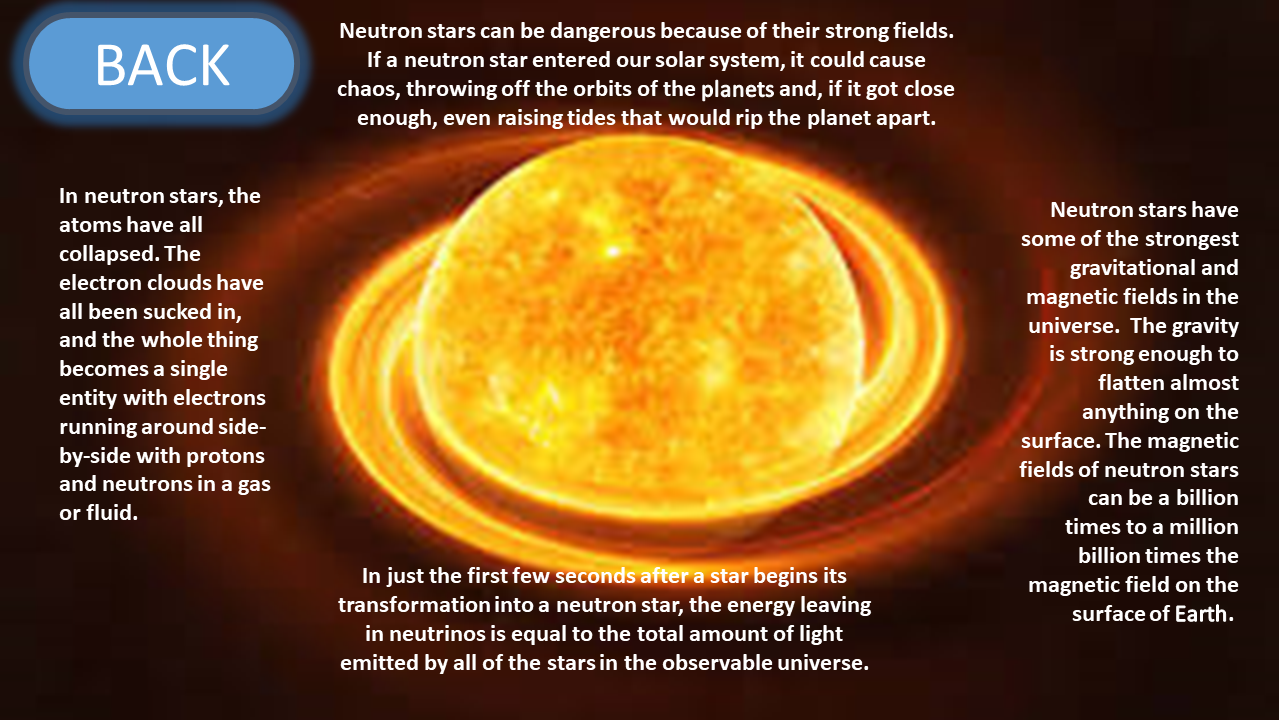 BACK
Neutron stars can be dangerous because of their strong fields.
If a neutron star entered our solar system, it could cause
chaos, throwing off the orbits of the planets and, if it got close
enough, even raising tides that would rip the planet apart.
In neutron stars, the
atoms have all
collapsed. The
electron clouds have
all been sucked in,
and the whole thing
becomes a single
entity with electrons
running around side-
by-side with protons
and neutrons in a gas
or fluid.
Neutron stars have
some of the strongest
gravitational and
magnetic fields in the
universe. The gravity
is strong enough to
flatten almost
anything on the
surface. The magnetic
fields of neutron stars
can be a billion
times to a million
billion times the
magnetic field on the
surface of Earth.
In just the first few seconds after a star begins its
transformation into a neutron star, the energy leaving
in neutrinos is equal to the total amount of light
emitted by all of the stars in the observable universe.